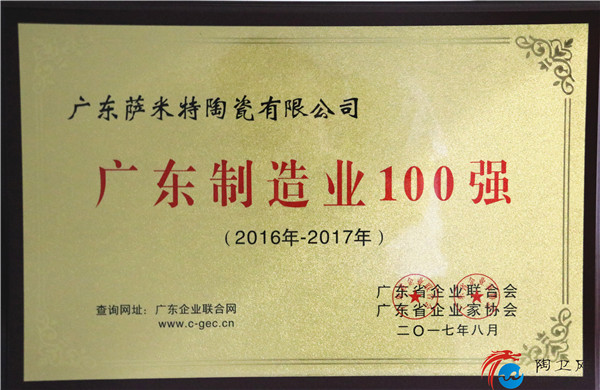 广东萨米特陶瓷有限公司
广东制造业100强
（2016年-2017年）
广东省企业联合会
查询网址：广东企业联合网
广东省企业家协会
www.c-gec.cn
二〇一七年八月
陶卫网